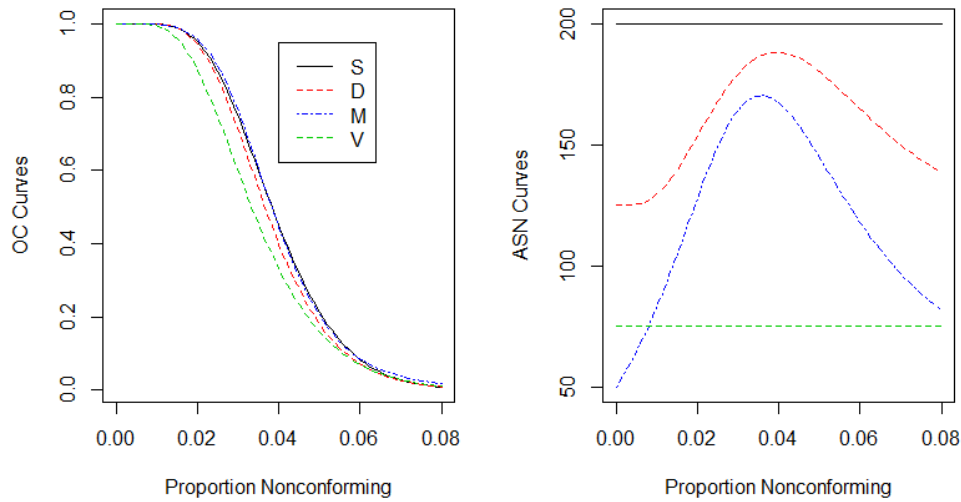 OC Curves
1.0
0.8
0.6
0.4
0.2
0.0
S
D
M
V
0.00 0.02 0.04 0.06 0.08
Proportion Nonconforming
ASN Curves
200
150
100
50
0.00 0.02 0.04 0.06 0.08
Proportion Nonconforming